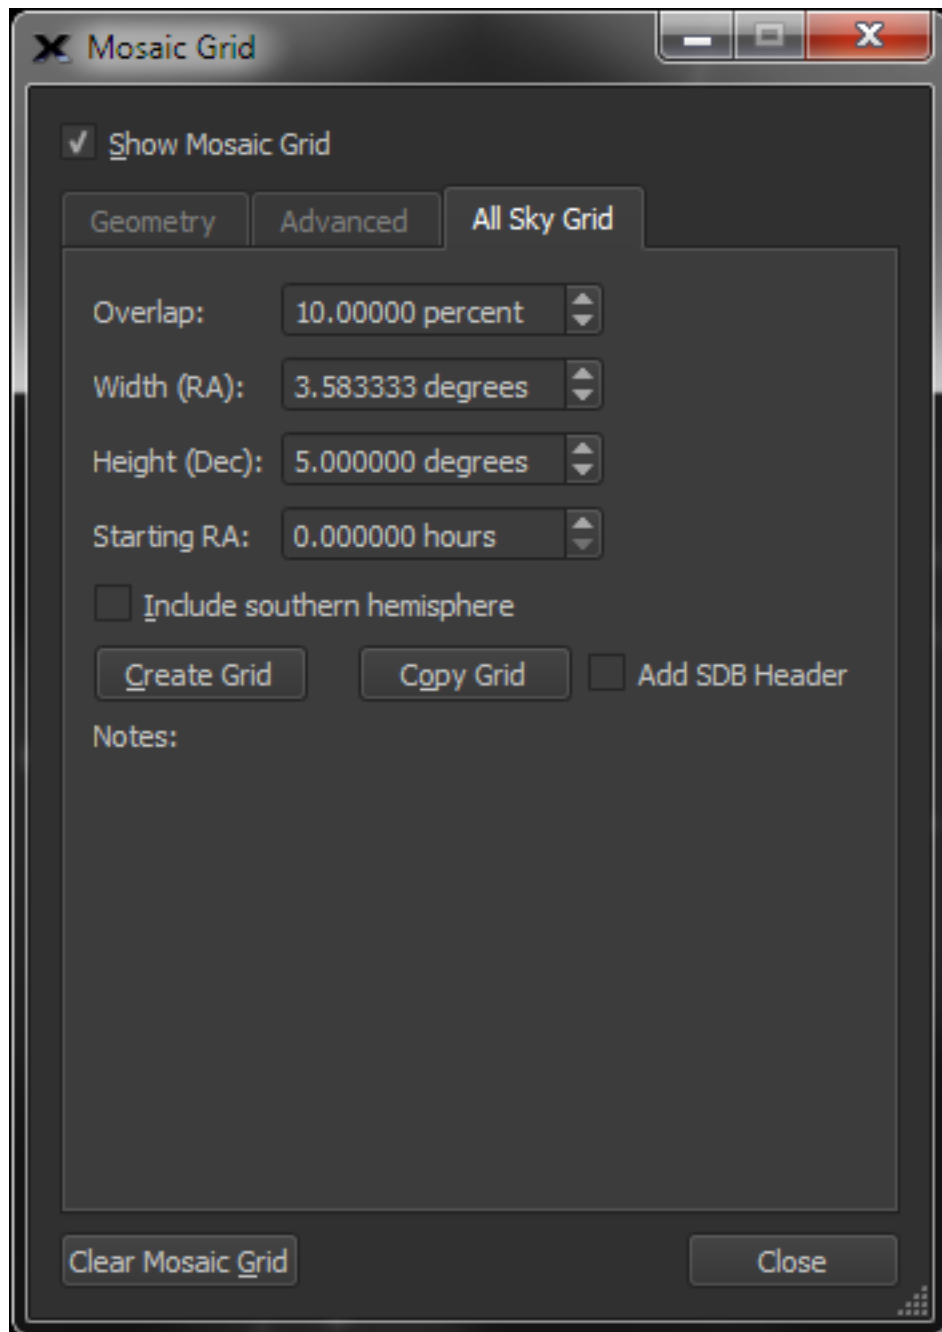 Mosaic Grid
Show Mosaic Grid
Geometry Advanced All Sky Grid
Overlap: 10.00000 percent
Width (RA): 3.583333 degrees
Height (Dec): 5.000000 degrees
Starting RA: 0.000000 hours
Include southern hemisphere
Create Grid Copy Grid Add SDB Header
Notes:
Clear Mosaic Grid Close